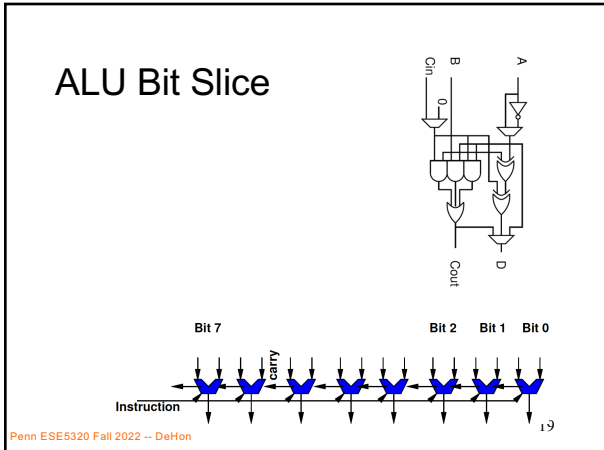 ALU Bit Slice
Cin
B
A
0
Cout
D
Bit 7
Bit 2
Bit 1
Bit 0
carry
Instruction
19
Penn ESE5320 Fall 2022 -- DeHon